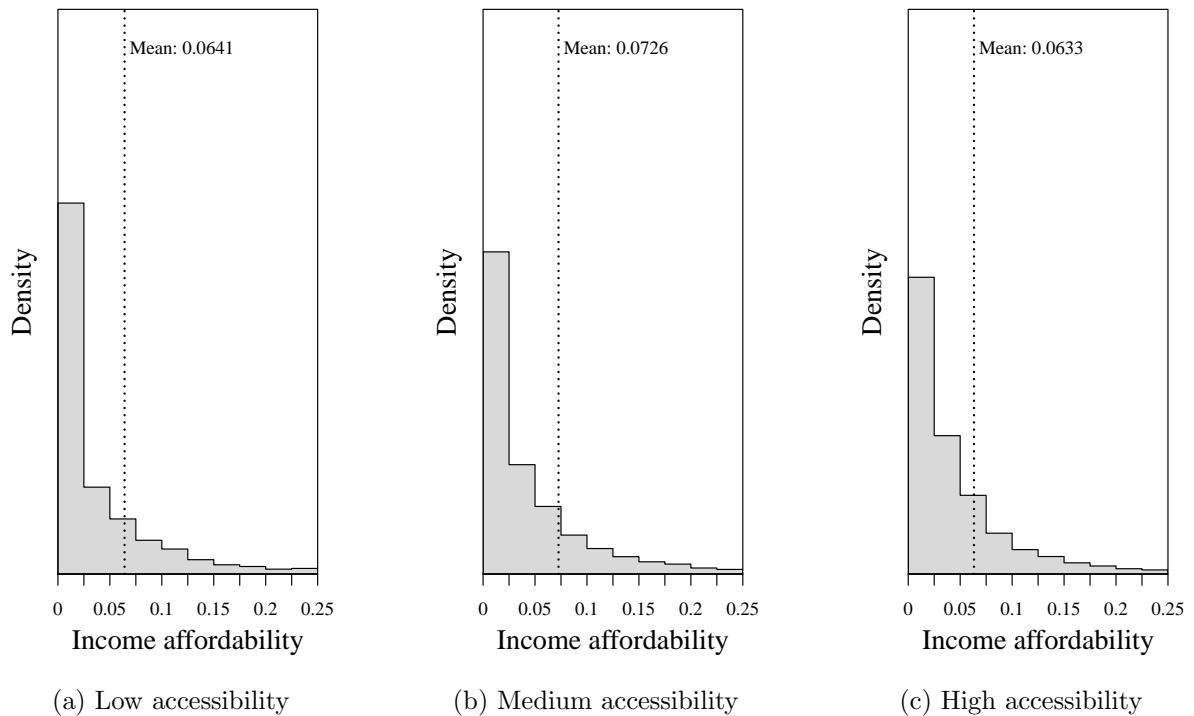 Mean: 0.0641
Density
0 0.05 0.1 0.15 0.2 0.25
Income affordability
(a) Low accessibility
Mean: 0.0726
Density
0 0.05 0.1 0.15 0.2 0.25
Income affordability
(b) Medium accessibility
Mean: 0.0633
Density
0 0.05 0.1 0.15 0.2 0.25
Income affordability
(c) High accessibility